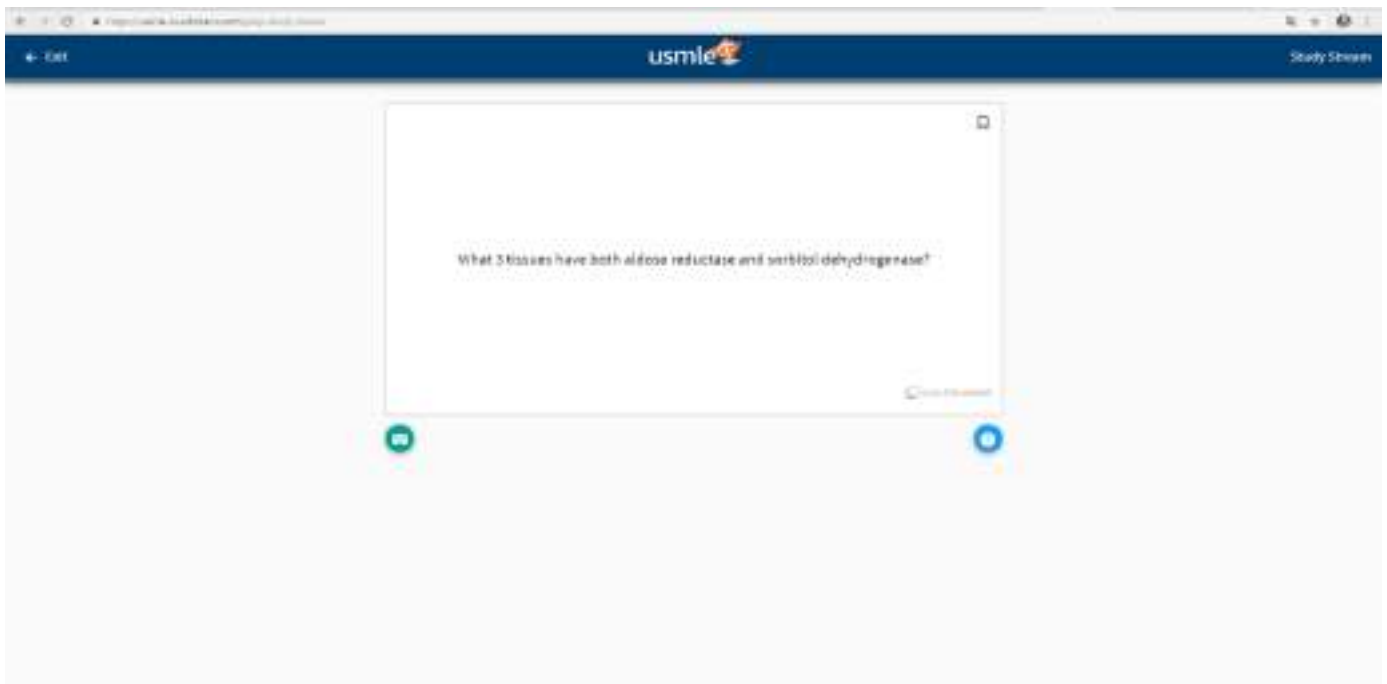 Exit
usmle
Study Stream
What 3 tissues have both aldose reductase and sorbitol dehydrogenase?